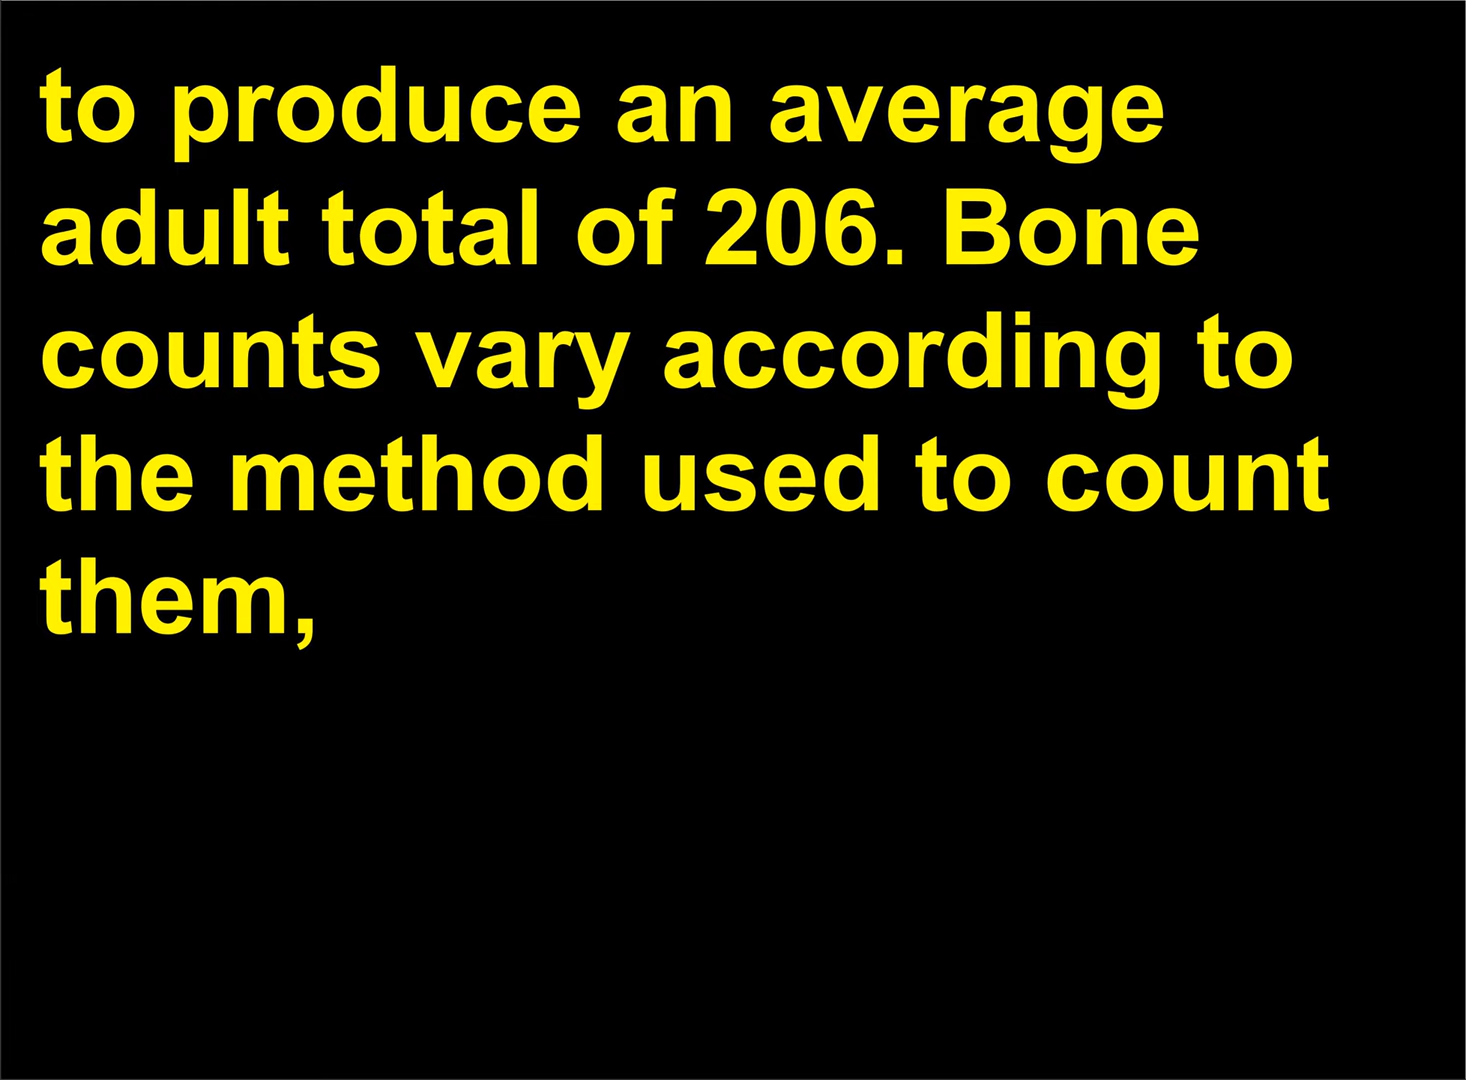 to produce an average
adult total of 206. Bone
counts vary according to
the method used to count
them,